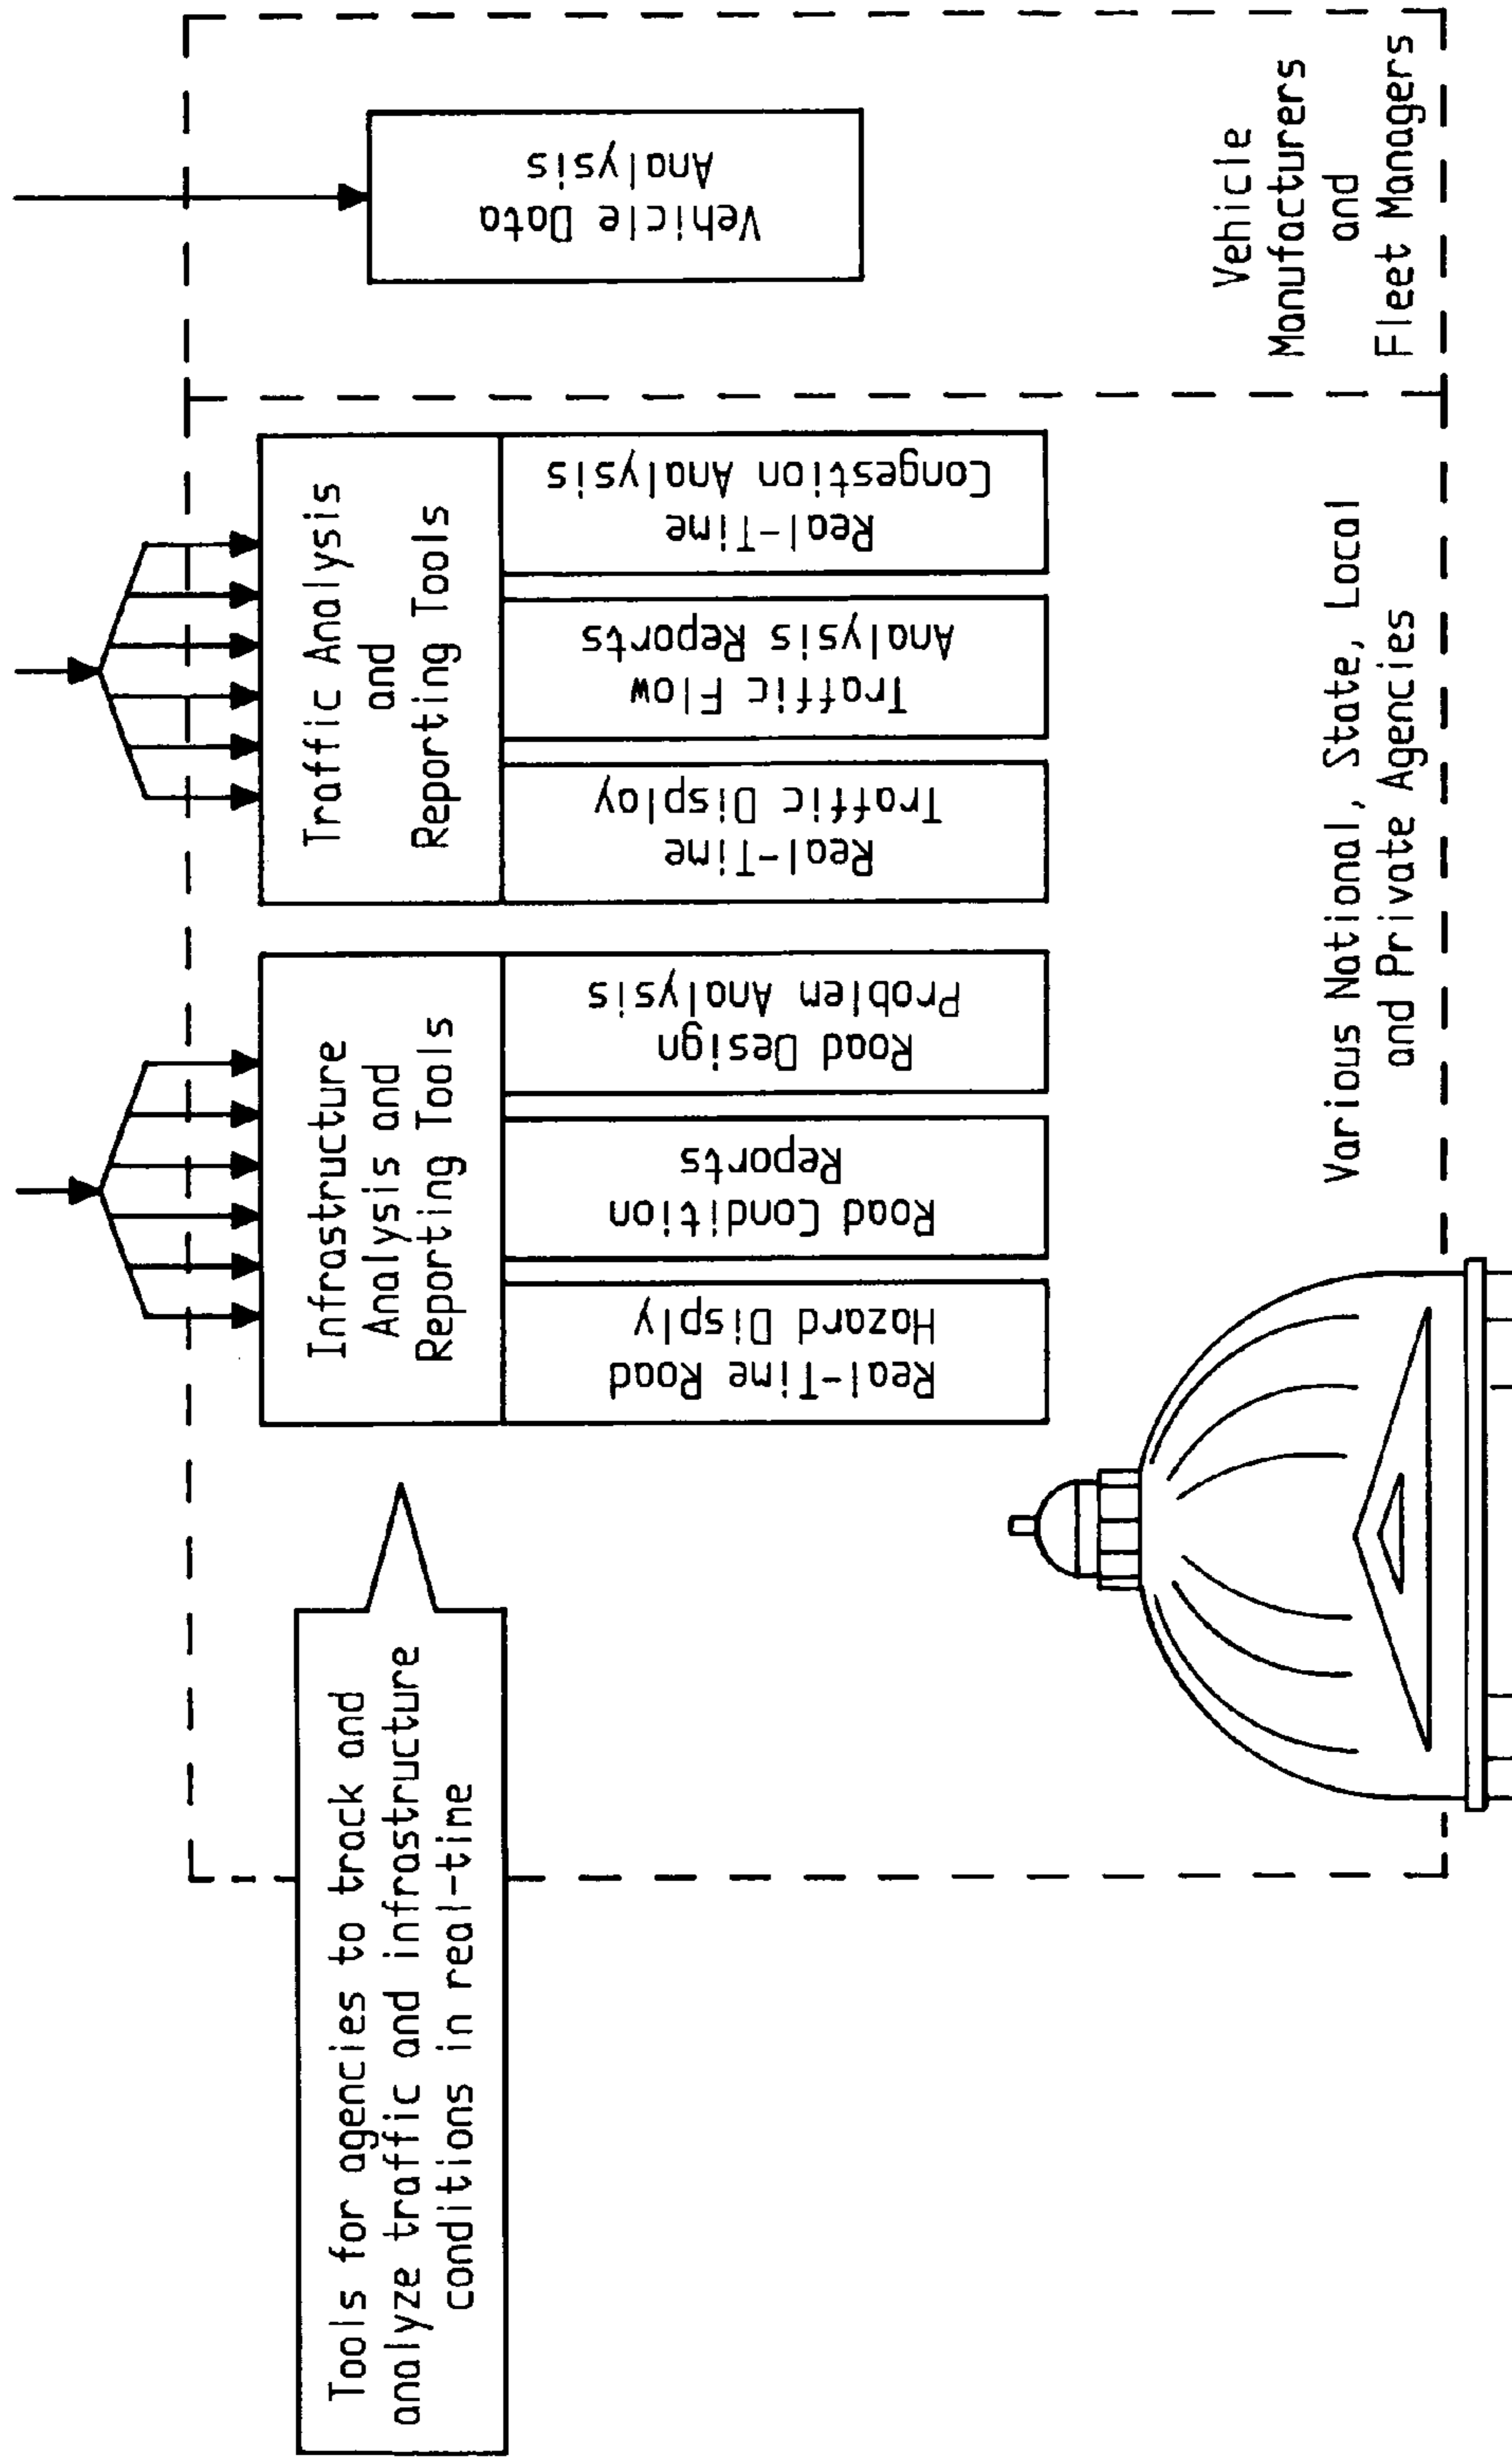 Tools for agencies to track and
analyze traffic and infrastructure
conditions in real-time
Infrastructure
Analysis and
Reporting Tools
Real-Time Road
Hazard Disply
Road Condition
Reports
Road Design
Problem Analysis
Traffic Analysis
and
Reporting Tools
Real-Time
Traffic Disploy
Traffic Flow
Analysis Reports
Real-Time
Congestion Analysis
Vehicle Data
Analysis
Various National, State, Local
and Private Agencies
Vehicle
Manufacturers
and
Fleet Managers